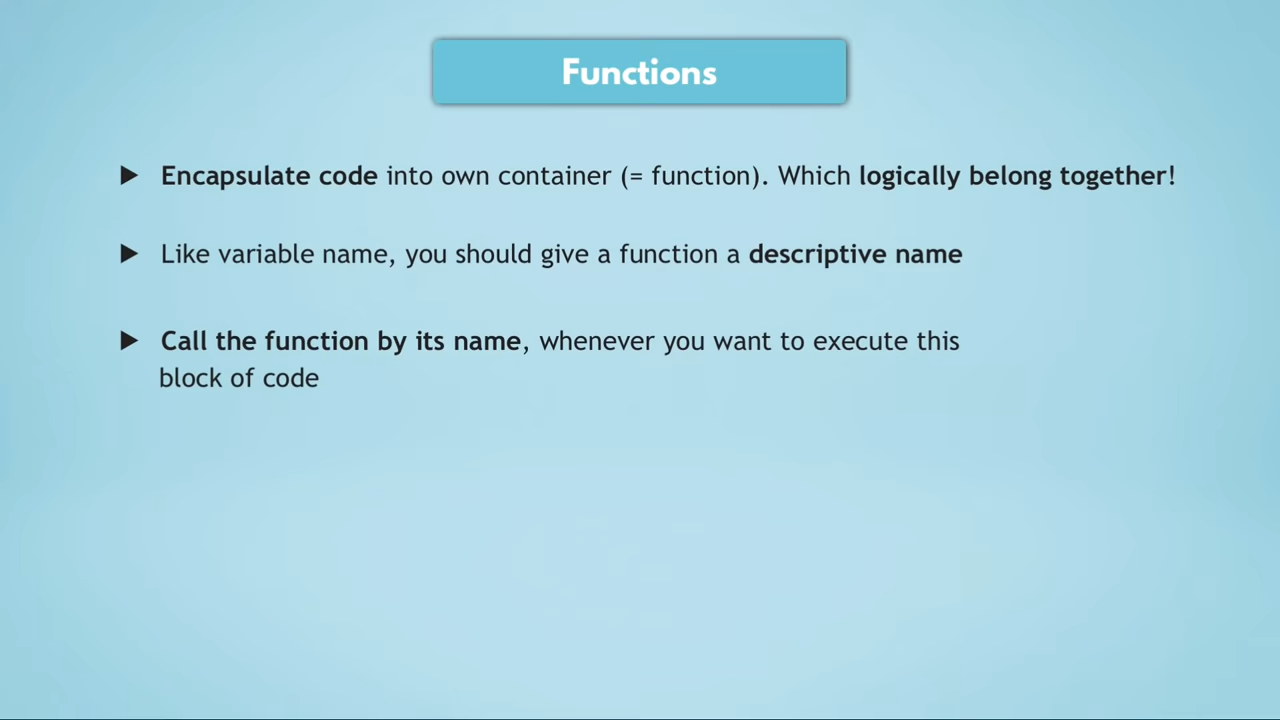 Functions
▶ Encapsulate code into own container (= function). Which logically belong together!
▶ Like variable name, you should give a function a descriptive name
▶ Call the function by its name, whenever you want to execute this
block of code